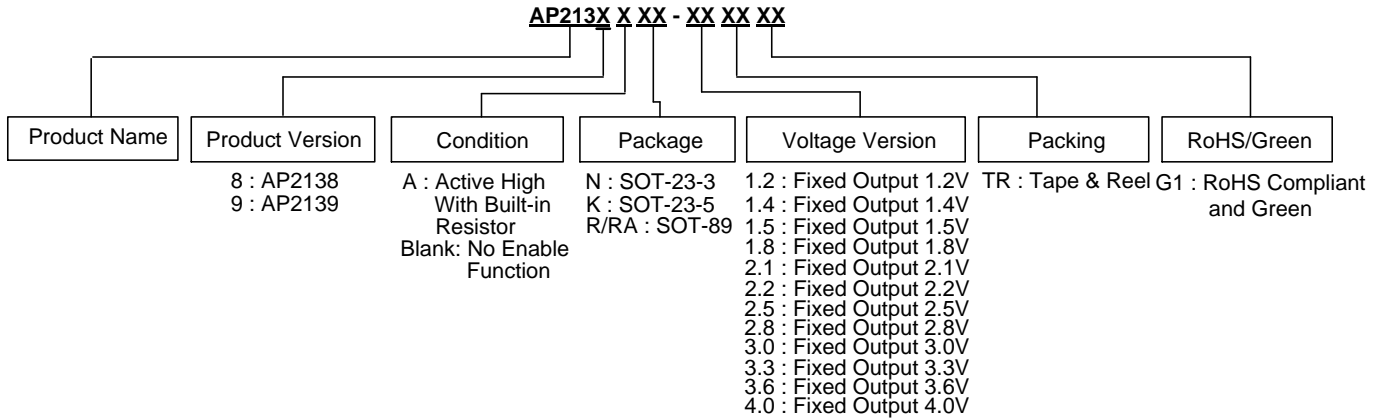 AP213X X XX - XX XX XX
Product Name
Product Version
8 : AP2138
9 : AP2139
Condition
A : Active High
With Built-in
Resistor
Blank: No Enable
Function
Package
N : SOT-23-3
K : SOT-23-5
R/RA : SOT-89
Voltage Version
1.2 : Fixed Output 1.2V
1.4 : Fixed Output 1.4V
1.5 : Fixed Output 1.5V
1.8 : Fixed Output 1.8V
2.1 : Fixed Output 2.1V
2.2 : Fixed Output 2.2V
2.5 : Fixed Output 2.5V
2.8 : Fixed Output 2.8V
3.0 : Fixed Output 3.0V
3.3 : Fixed Output 3.3V
3.6 : Fixed Output 3.6V
4.0 : Fixed Output 4.0V
Packing
TR : Tape & Reel
RoHS/Green
G1 : RoHS Compliant
and Green